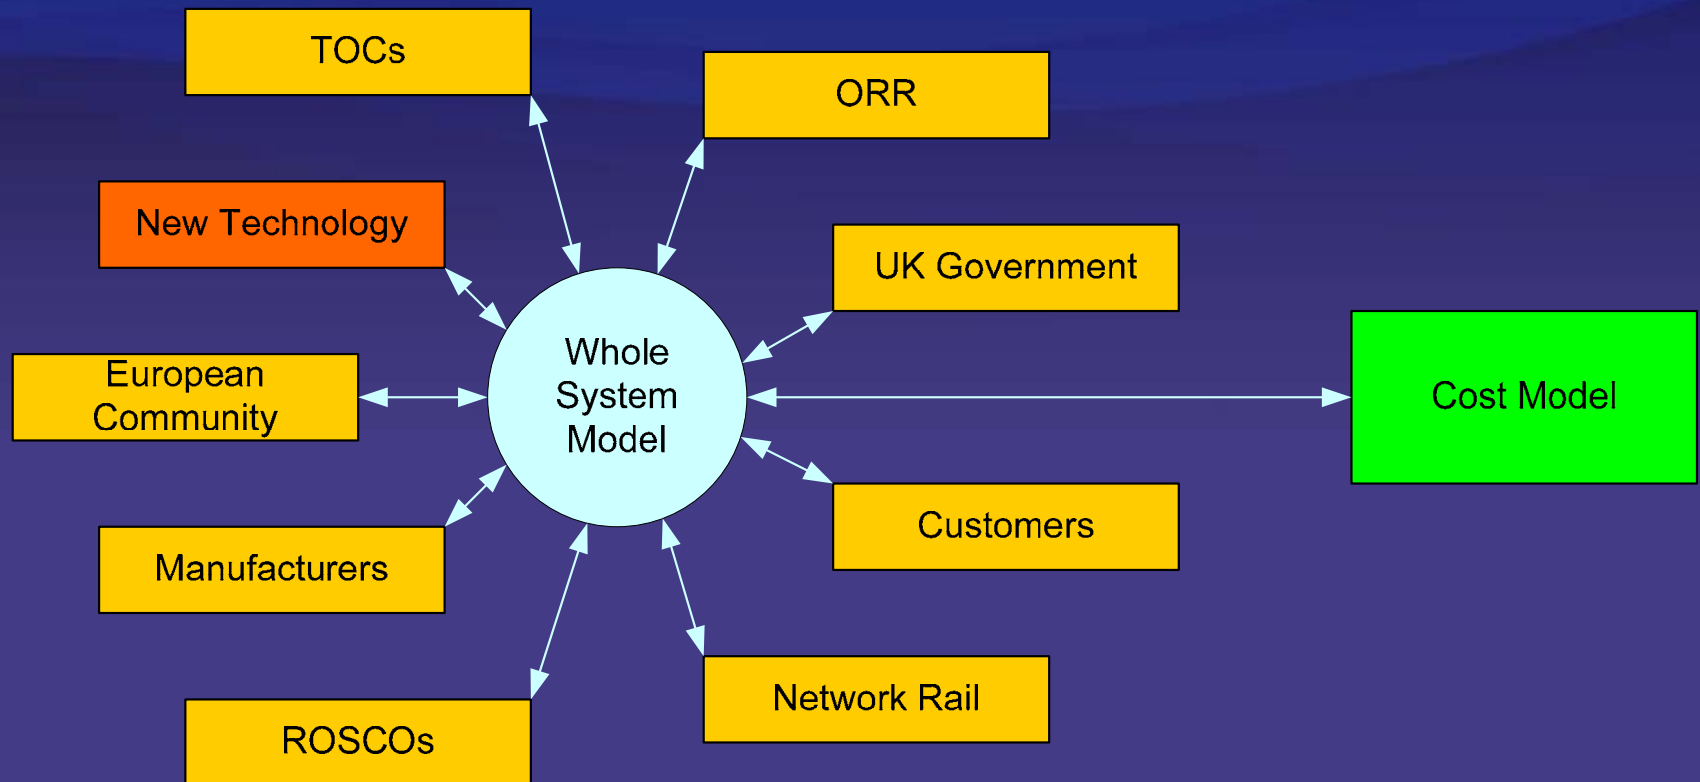 TOCs
ORR
New Technology
UK Government
European
Community
Whole
System
Model
Cost Model
Manufacturers
Customers
ROSCOs
Network Rail